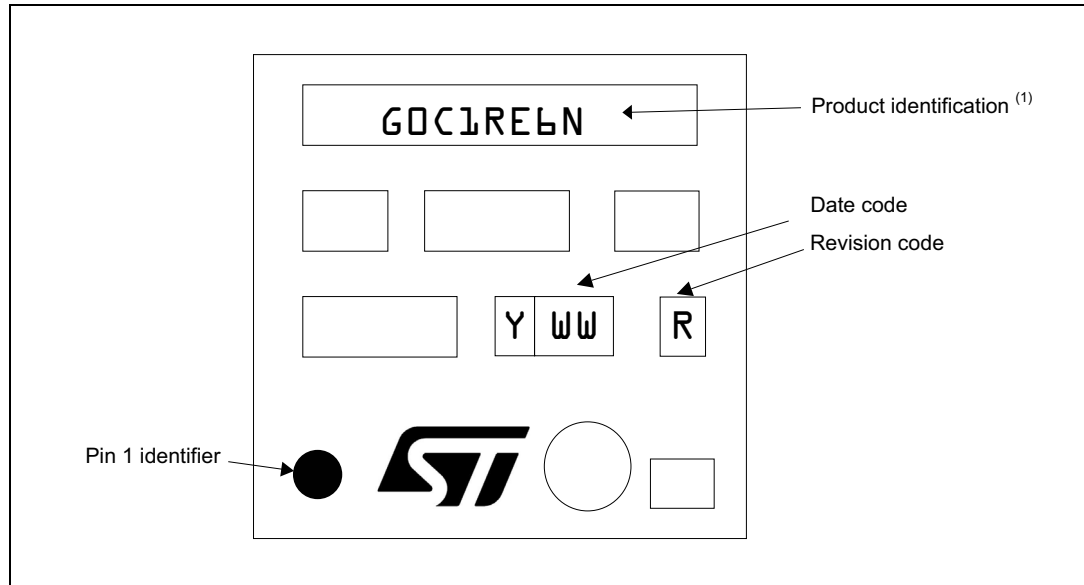 G0C1RE6N
Product identification (1)
Date code
Revision code
Y WW R
Pin 1 identifier
ST